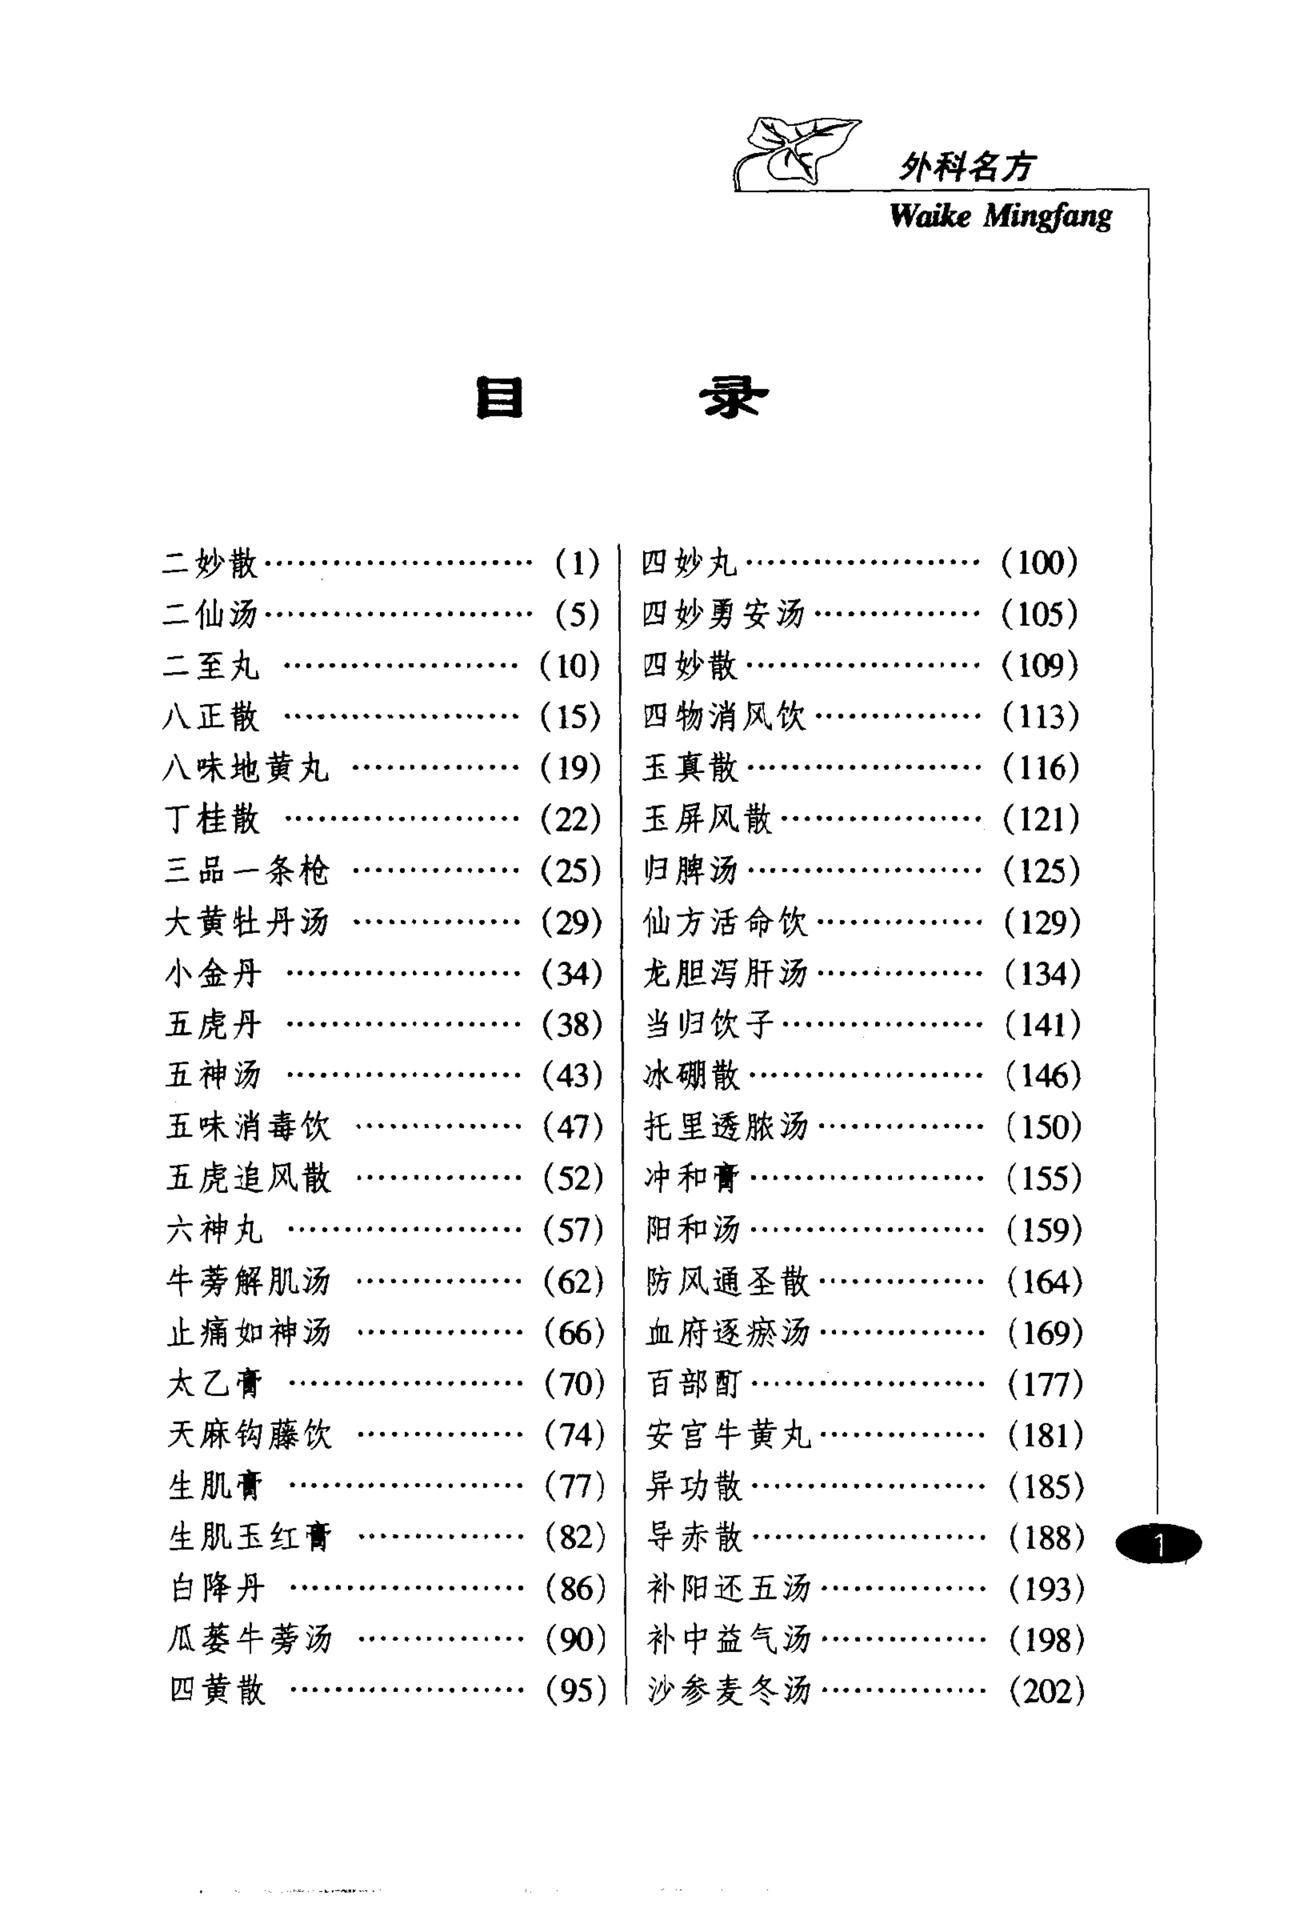 外科名方
Waike Mingfang
目 录
二妙散……………………(1)
二仙汤……………………(5)
二至丸 …………………(10)
八正散 …………………(15)
八味地黄丸 ……………(19)
丁桂散 …………………(22)
三品一条枪 ……………(25)
大黄牡丹汤 ……………(29)
小金丹 …………………(34)
五虎丹 …………………(38)
五神汤 …………………(43)
五味消毒饮 ……………(47)
五虎追风散 ……………(52)
六神丸 …………………(57)
牛蒡解肌汤 ……………(62)
止痛如神汤 ……………(66)
太乙膏 …………………(70)
天麻钩藤饮 ……………(74)
生肌膏 …………………(77)
生肌玉红膏 ……………(82)
白降丹 …………………(86)
瓜蒌牛蒡汤 ……………(90)
四黄散 …………………(95)
四妙丸…………………(100)
四妙勇安汤……………(105)
四妙散…………………(109)
四物消风饮……………(113)
玉真散…………………(116)
玉屏风散………………(121)
归脾汤…………………(125)
仙方活命饮……………(129)
龙胆泻肝汤……………(134)
当归饮子………………(141)
冰硼散…………………(146)
托里透脓汤……………(150)
冲和膏…………………(155)
阳和汤…………………(159)
防风通圣散……………(164)
血府逐瘀汤……………(169)
百部酊…………………(177)
安宫牛黄丸……………(181)
异功散…………………(185)
导赤散…………………(188)
补阳还五汤……………(193)
补中益气汤……………(198)
沙参麦冬汤……………(202)
1